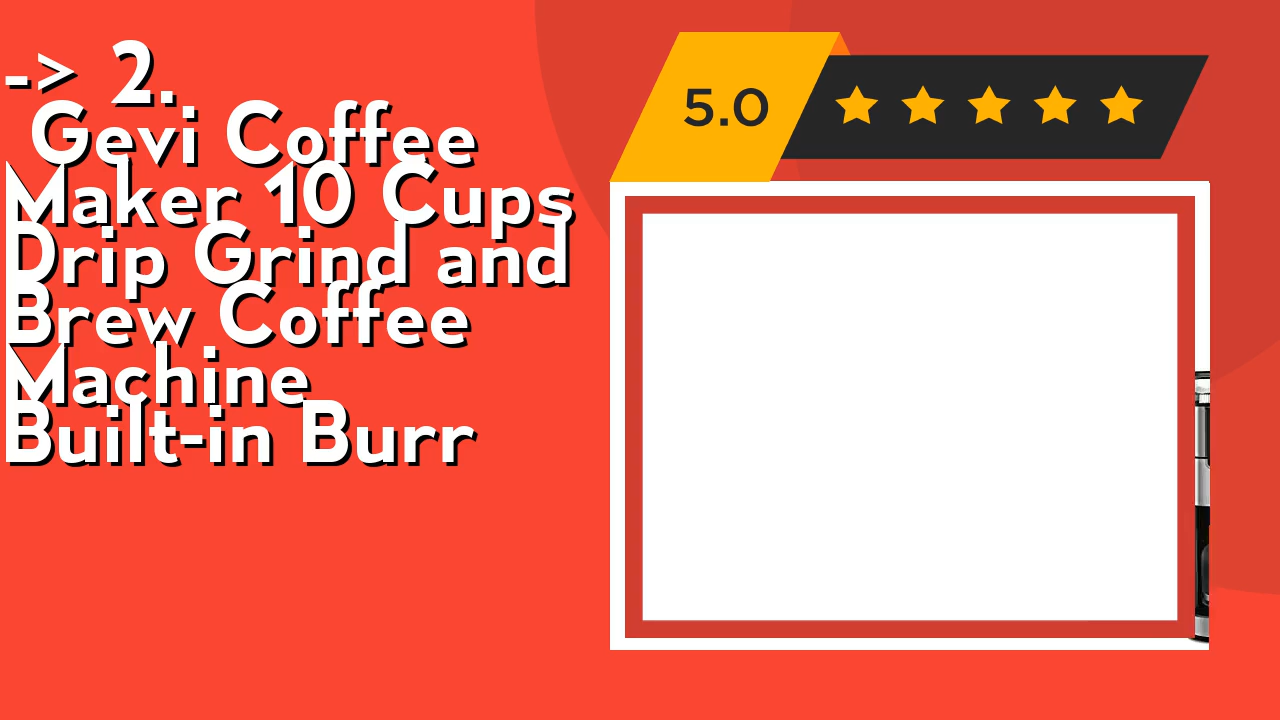 -> 2.
Gevi Coffee
Maker 10 Cups
Drip Grind and
Brew Coffee
Machine
Built-in Burr
5.0